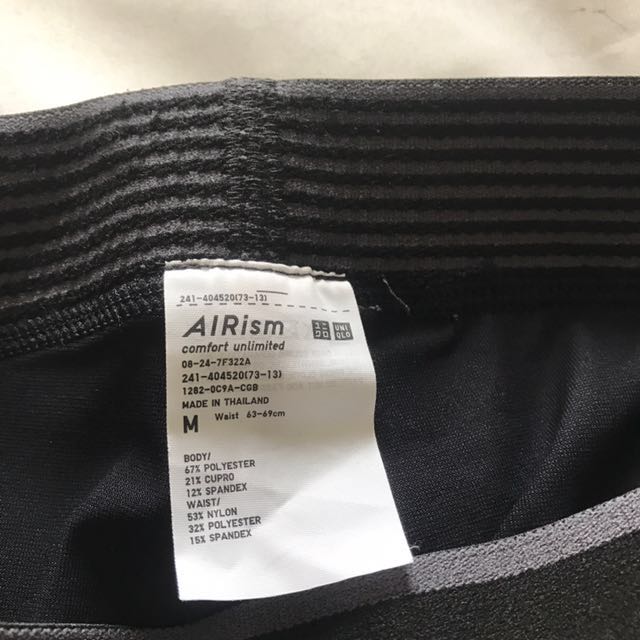 241-404520(73-13)
AIRism ユニクロ UNIQLO
comfort unlimited
08-24-7F322A
241-404520(73-13)
1282-0C9A-CGB
MADE IN THAILAND
M Waist 63-69cm
BODY/
67% POLYESTER
21% CUPRO
12% SPANDEX
WAIST/
53% NYLON
32% POLYESTER
15% SPANDEX